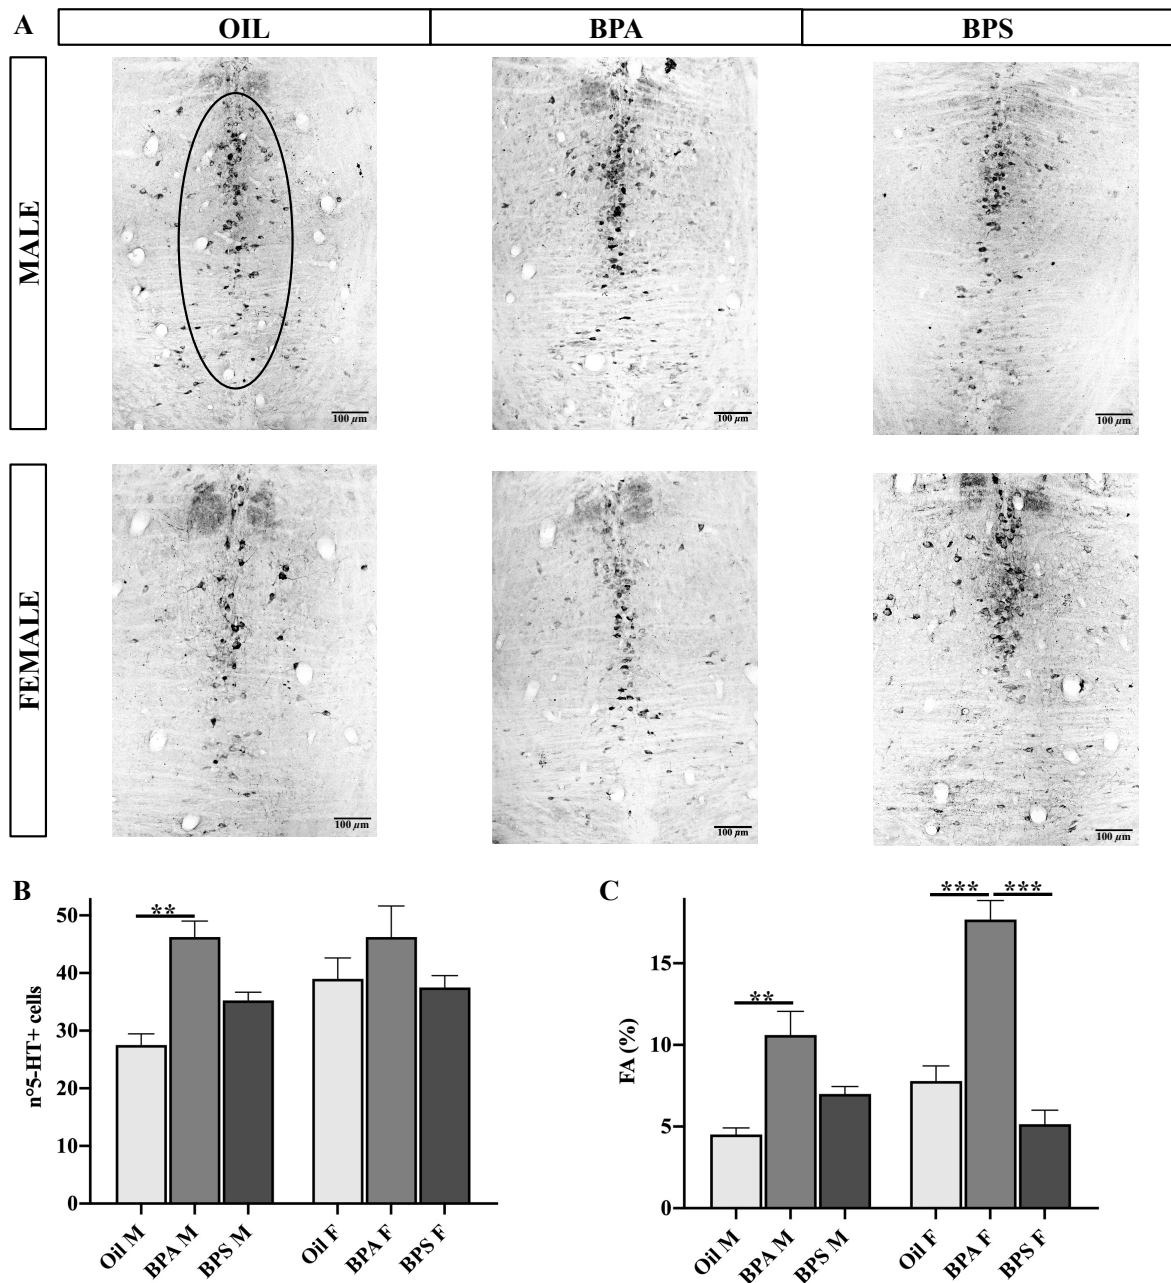 A
OIL BPA BPS
MALE
100 µm 100 µm 100 µm
FEMALE
100 µm 100 µm 100 µm
B
n°5-HT+ cells
50
40
30
20
10
0
**
Oil M BPA M BPS M Oil F BPA F BPS F
C
FA (%)
15
10
5
0
**
*** ***
Oil M BPA M BPS M Oil F BPA F BPS F